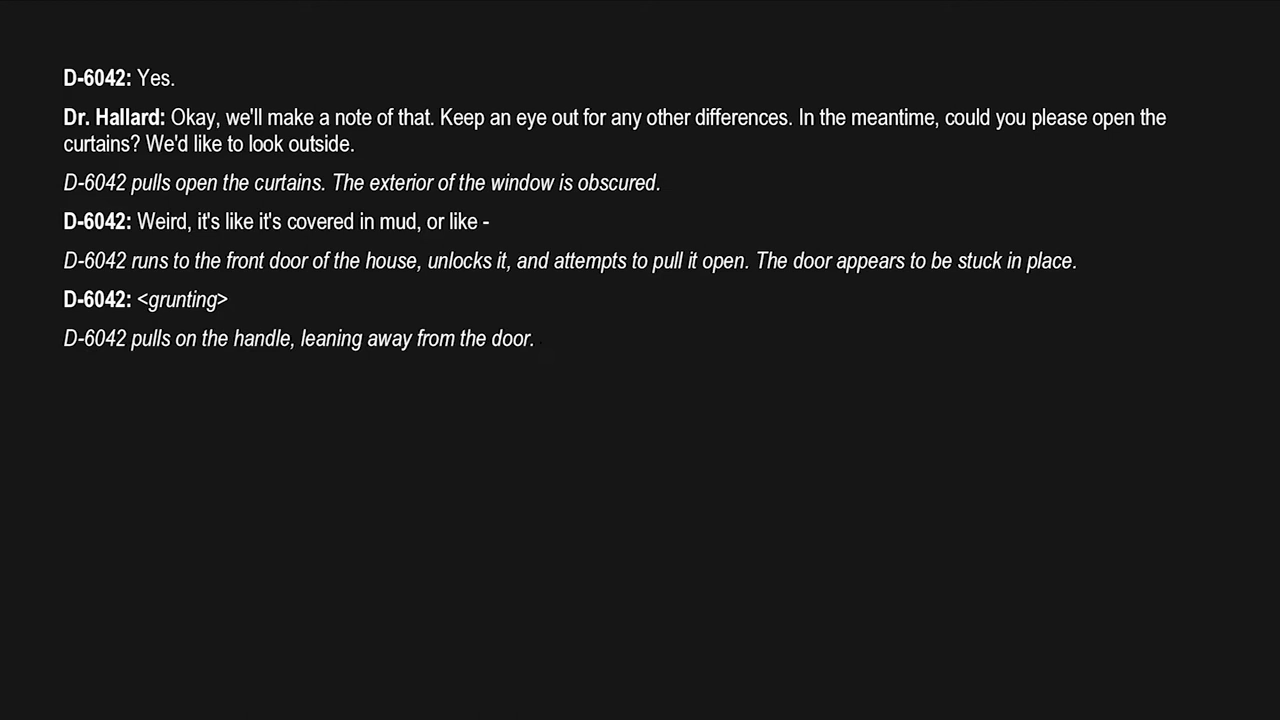 D-6042: Yes.
Dr. Hallard: Okay, we'll make a note of that. Keep an eye out for any other differences. In the meantime, could you please open the
curtains? We'd like to look outside.
D-6042 pulls open the curtains. The exterior of the window is obscured.
D-6042: Weird, it's like it's covered in mud, or like -
D-6042 runs to the front door of the house, unlocks it, and attempts to pull it open. The door appears to be stuck in place.
D-6042: <grunting>
D-6042 pulls on the handle, leaning away from the door.